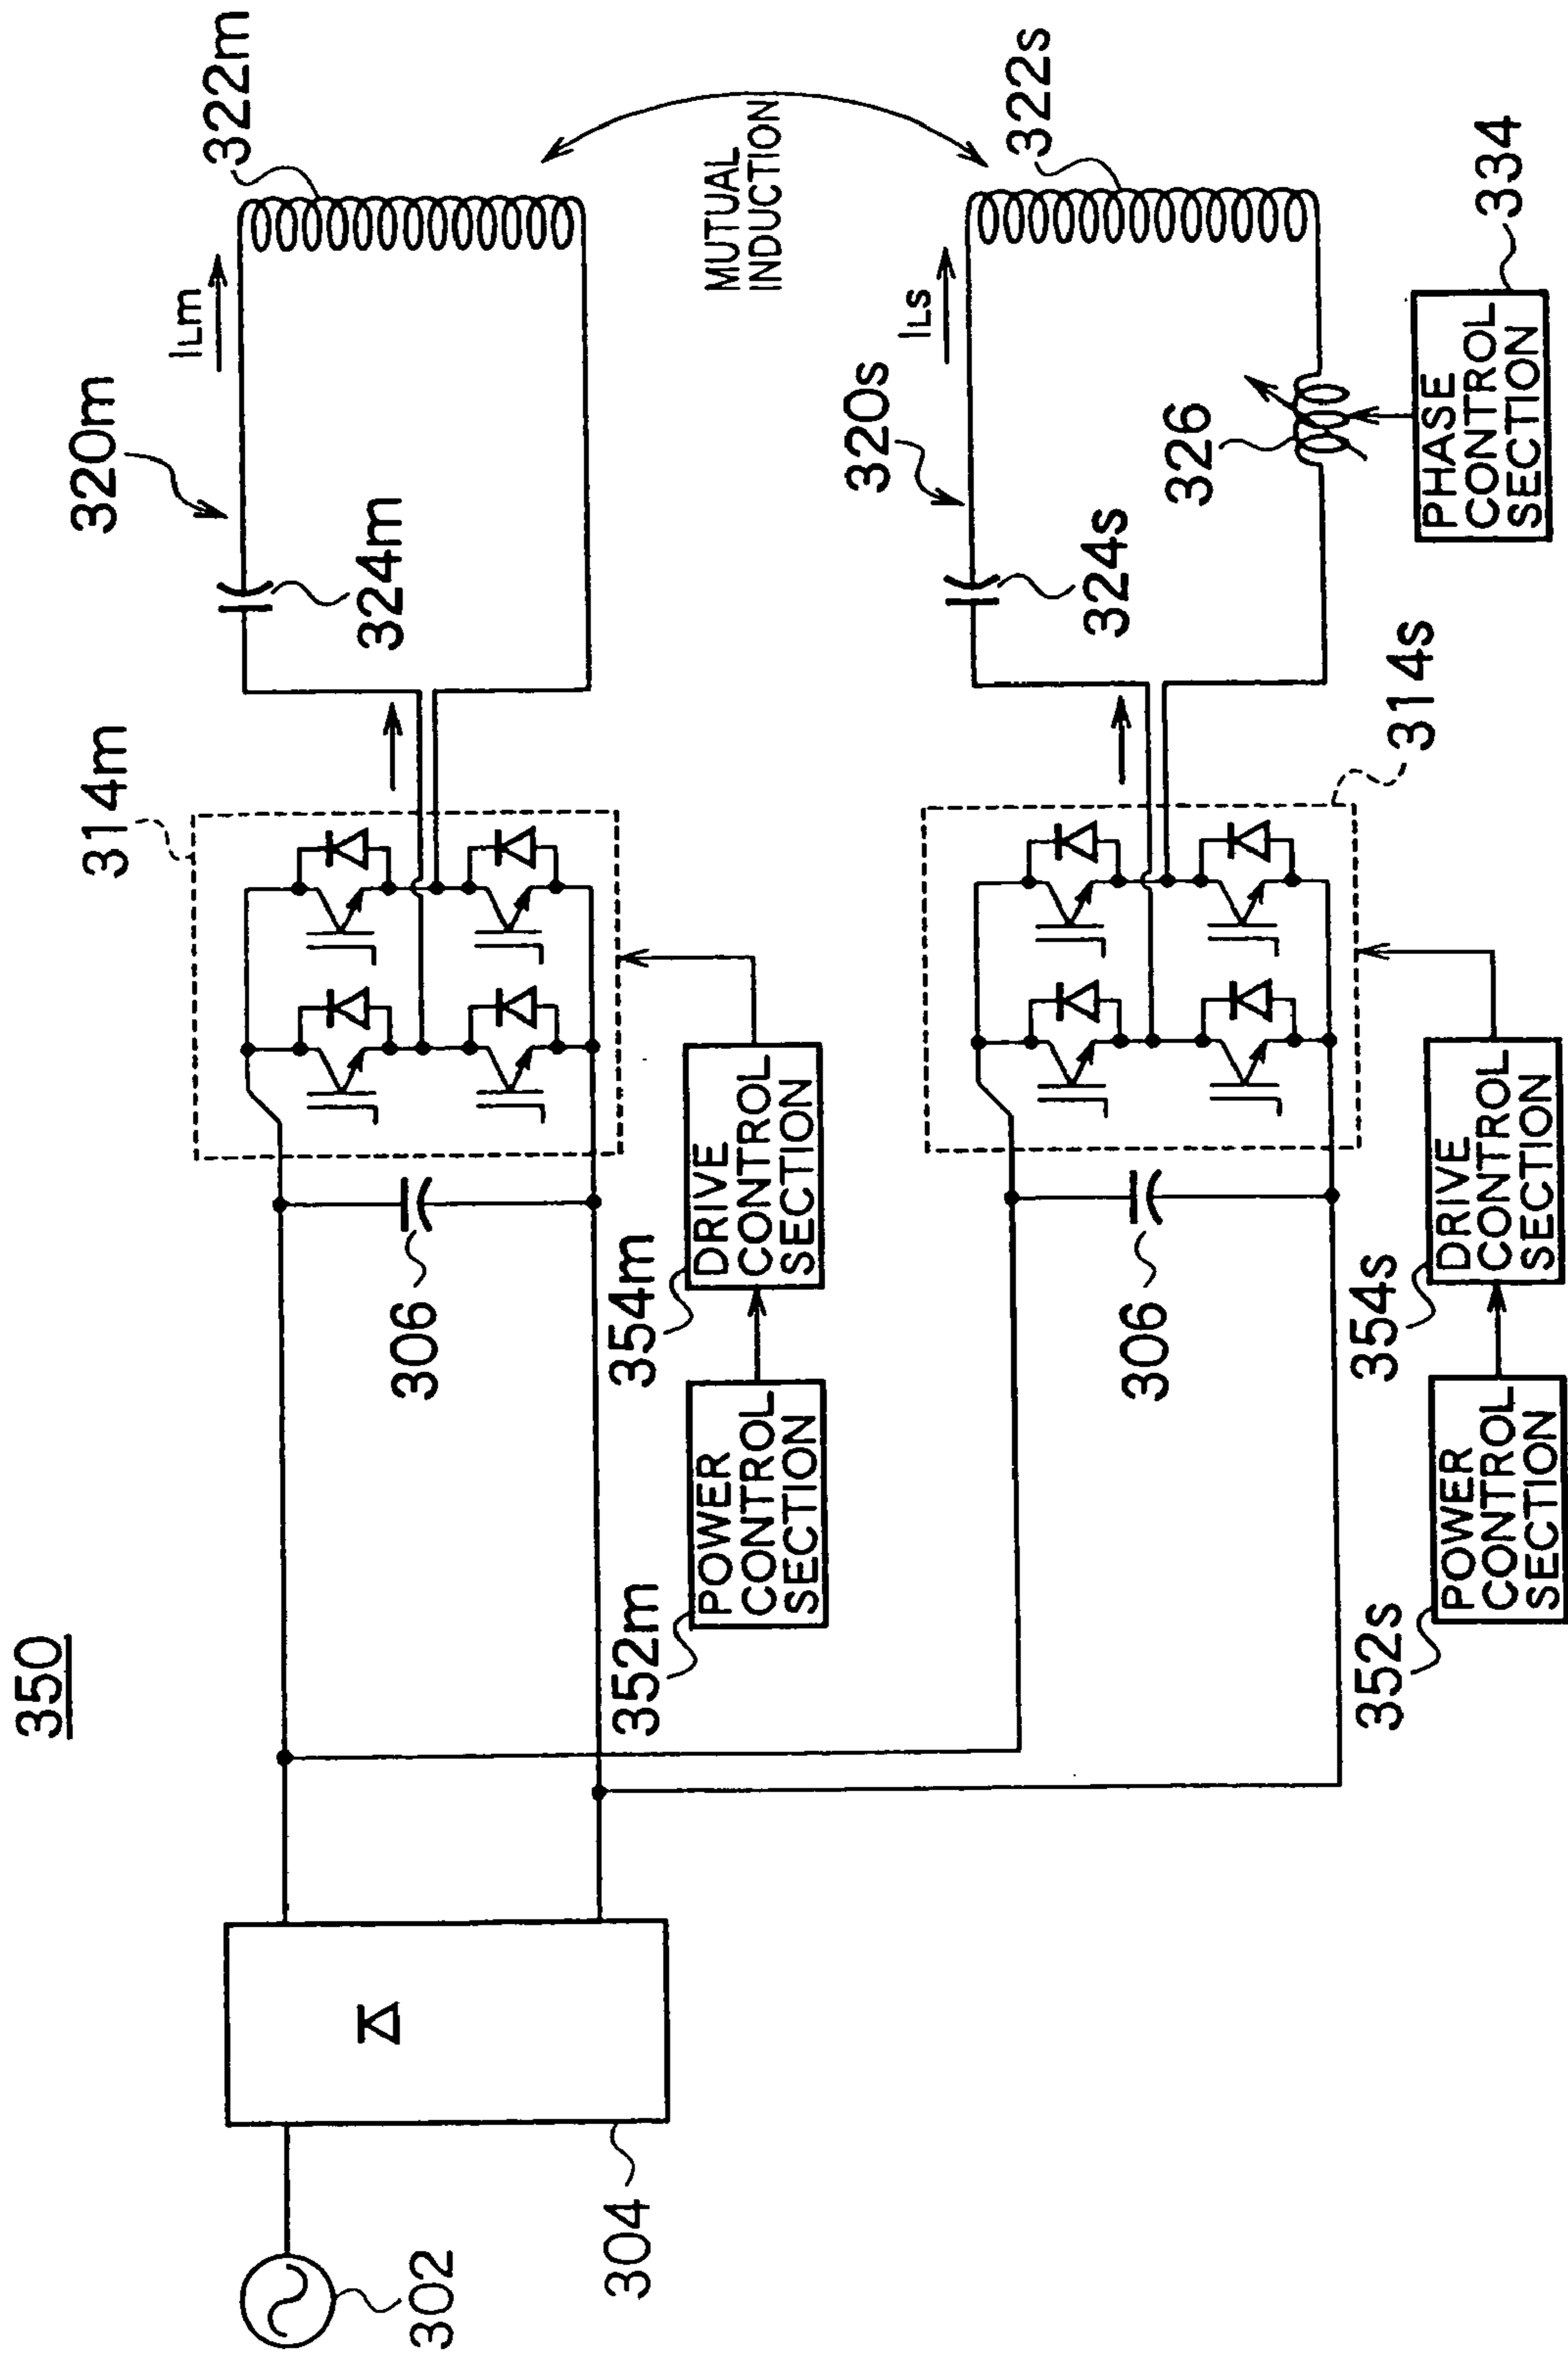 350
322m
ILm
320m
324m
314m
MUTUAL
INDUCTION
322s
ILs
320s
324s
326
334
PHASE
CONTROL
SECTION
314s
306
354m
DRIVE
CONTROL
SECTION
352m
POWER
CONTROL
SECTION
306
354s
DRIVE
CONTROL
SECTION
352s
POWER
CONTROL
SECTION
302
304